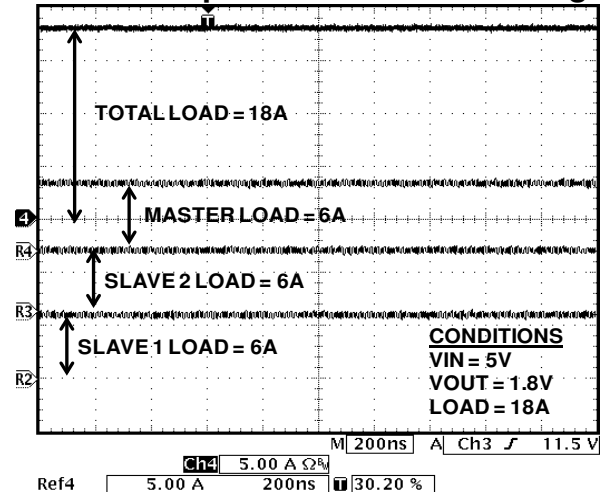 T
TOTAL LOAD = 18A
4
MASTER LOAD = 6A
R4
SLAVE 2 LOAD = 6A
R3
SLAVE 1 LOAD = 6A
R2
CONDITIONS
VIN = 5V
VOUT = 1.8V
LOAD = 18A
M 200ns A Ch3 ∫ 11.5 V
Ch4 5.00 A Ω BW
Ref4 5.00 A 200ns T 30.20 %